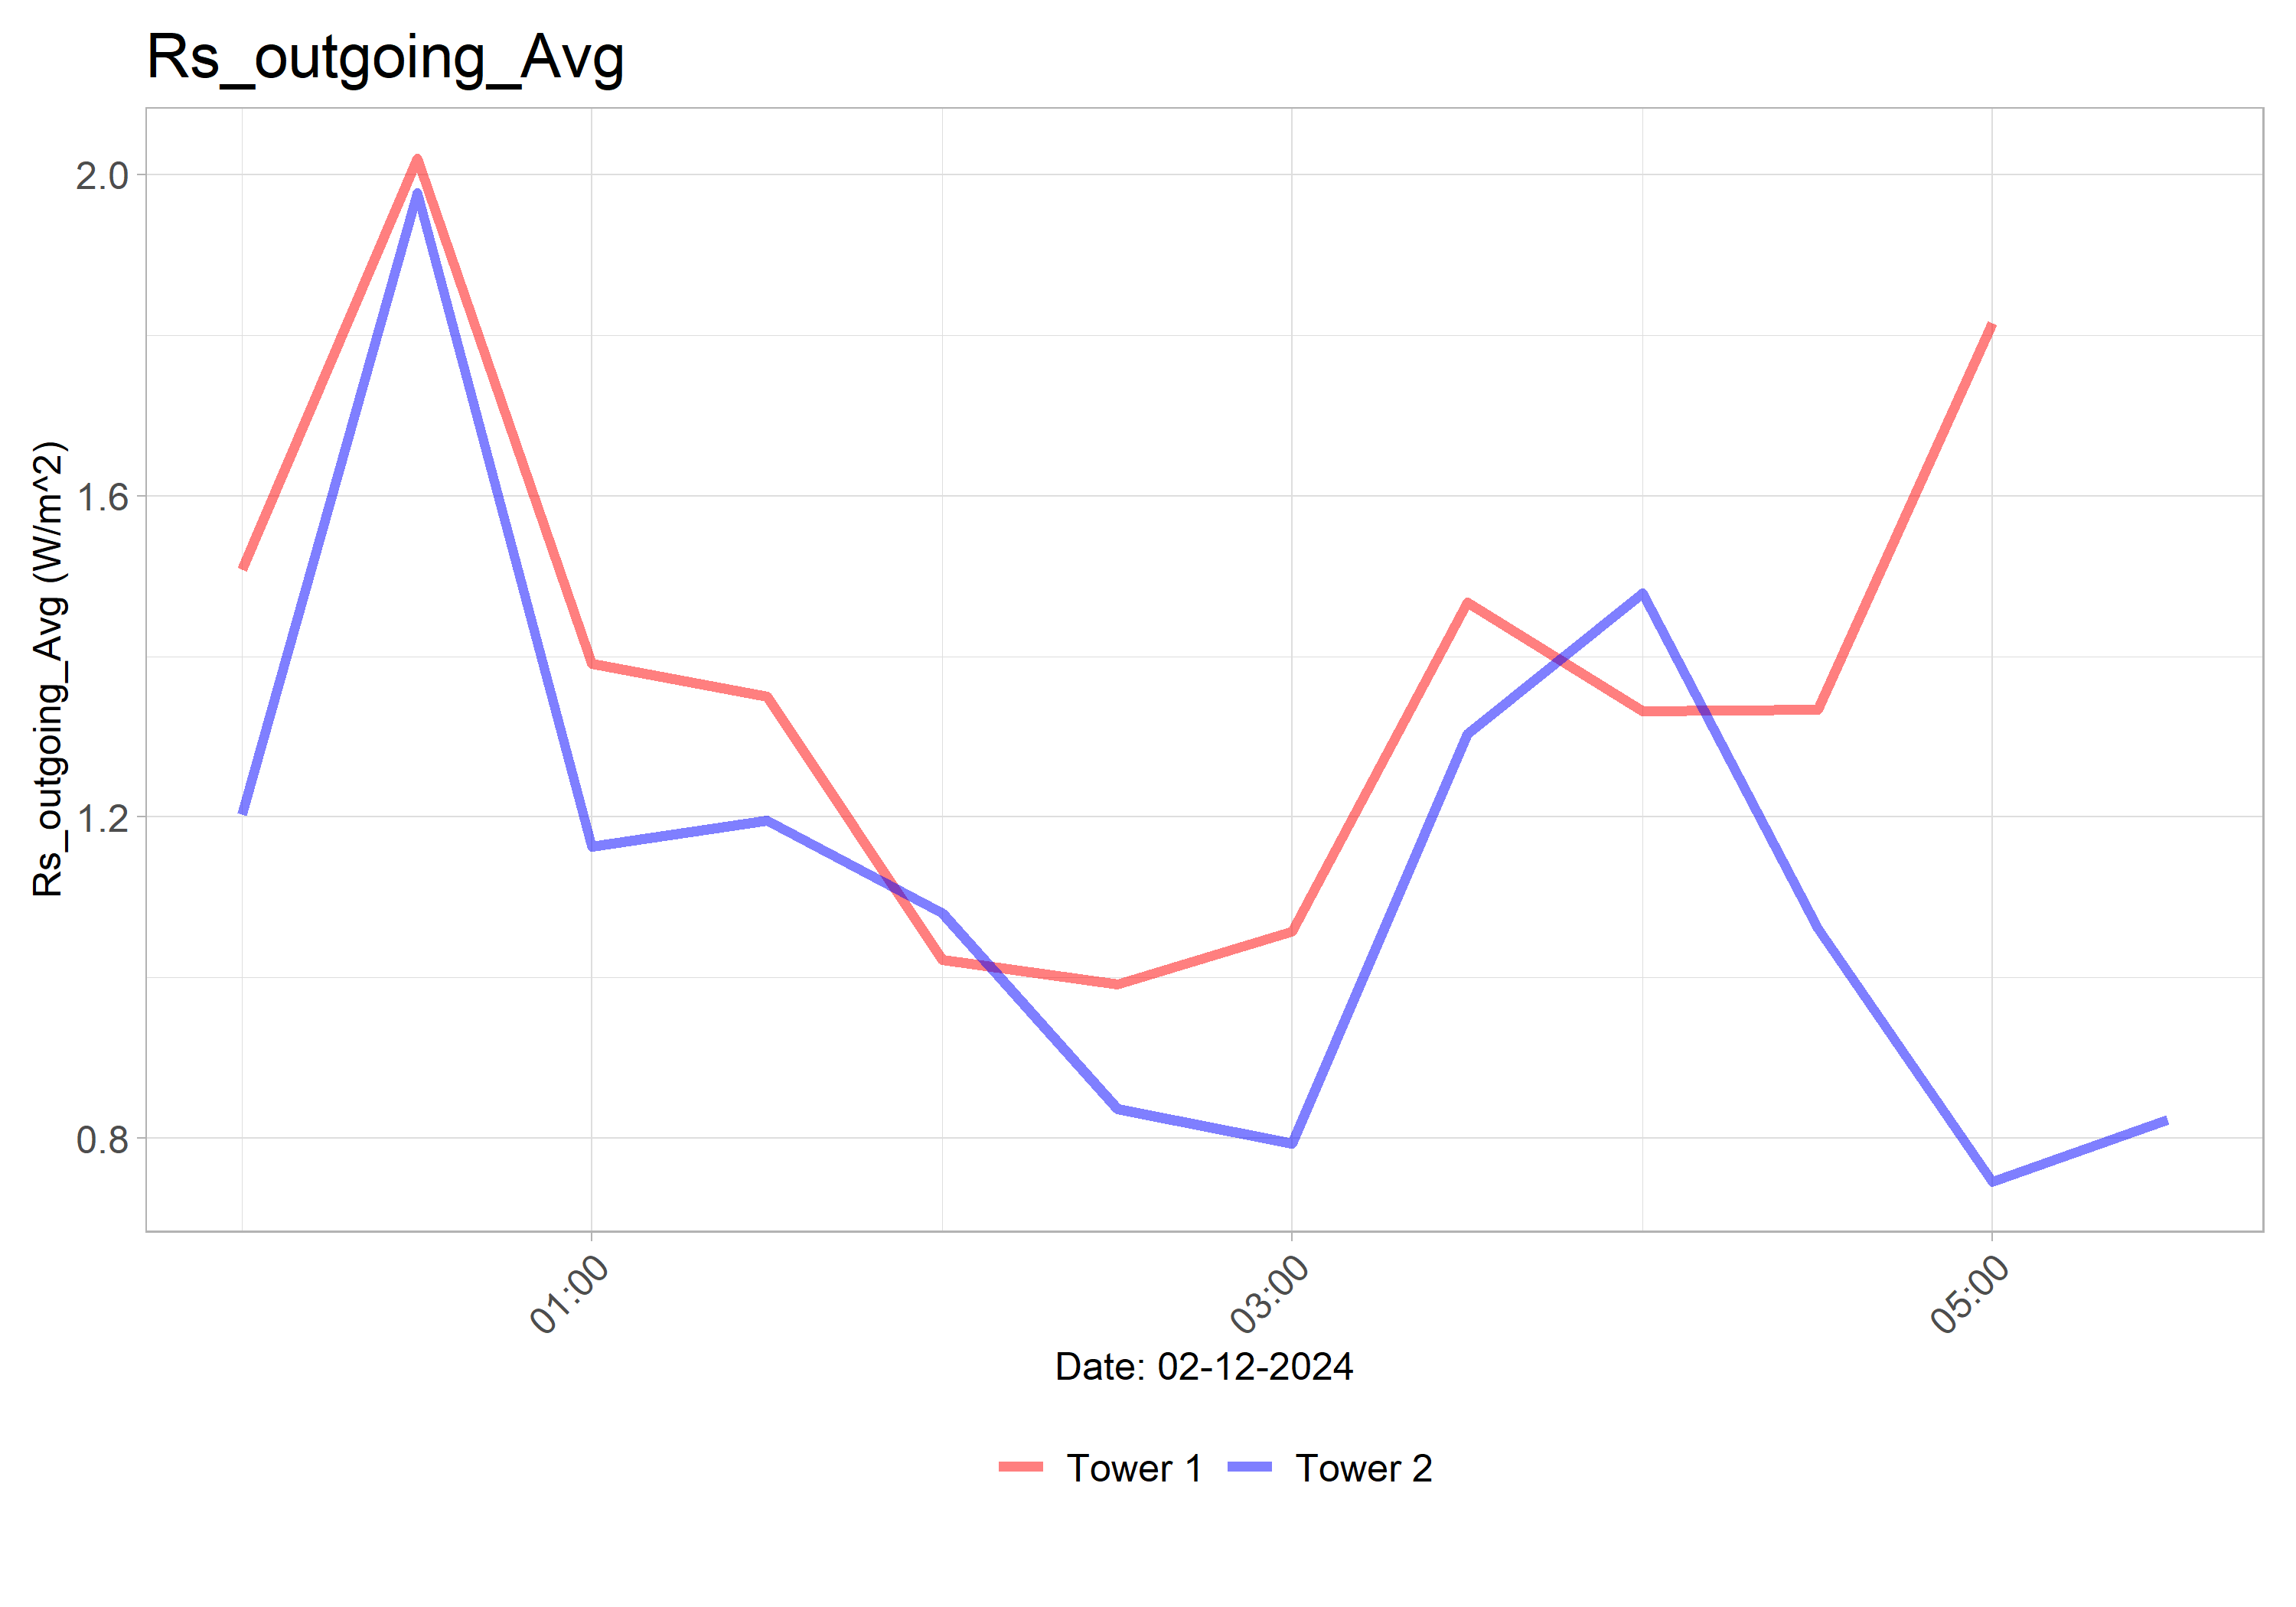 Rs_outgoing_Avg
Rs_outgoing_Avg (W/m^2)
2.0
1.6
1.2
0.8
01:00 03:00 05:00
Date: 02-12-2024
Tower 1 Tower 2